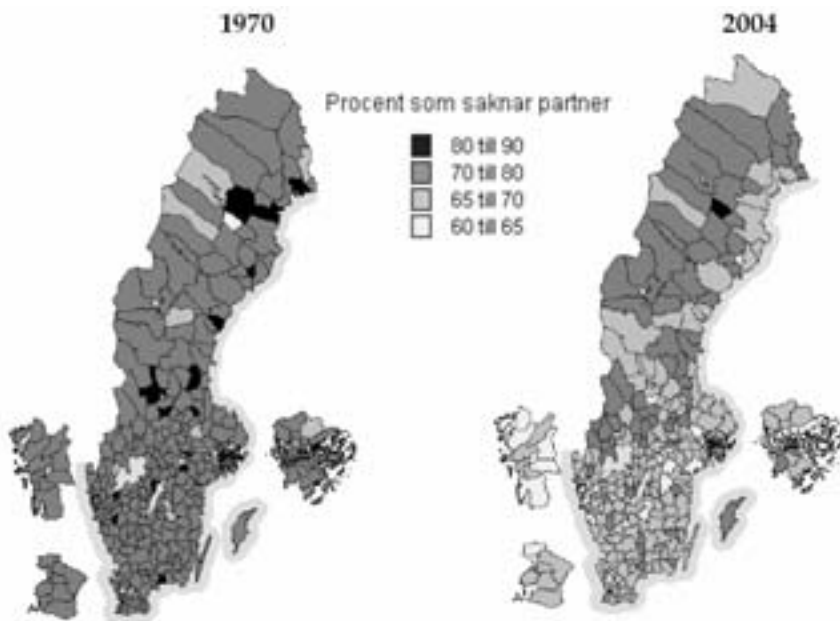 1970
2004
Procent som saknar partner
80 till 90
70 till 80
65 till 70
60 till 65